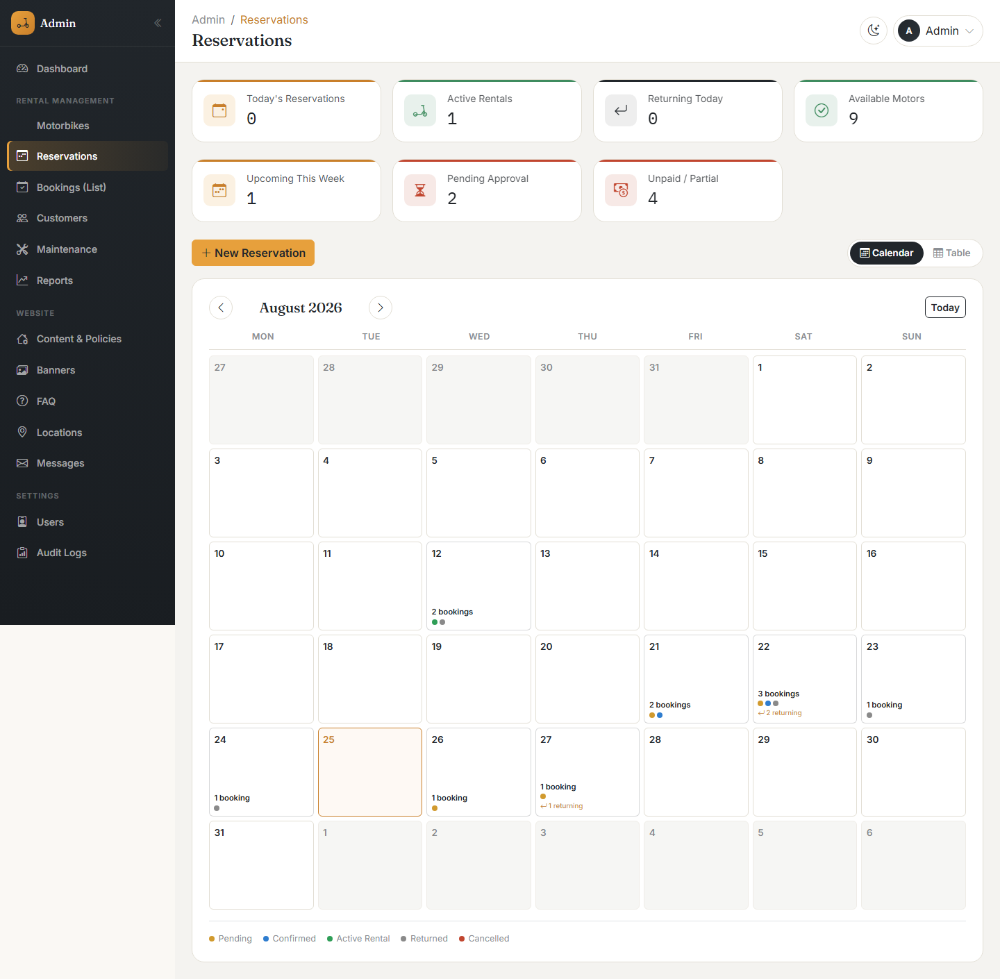 Admin
Dashboard
RENTAL MANAGEMENT
Motorbikes
Reservations
Bookings (List)
Customers
Maintenance
Reports
WEBSITE
Content & Policies
Banners
FAQ
Locations
Messages
SETTINGS
Users
Audit Logs
Admin / Reservations
Reservations
A Admin
Today's Reservations
0
Active Rentals
1
Returning Today
0
Available Motors
9
Upcoming This Week
1
Pending Approval
2
Unpaid / Partial
4
+ New Reservation
Calendar Table
August 2026
Today
MON TUE WED THU FRI SAT SUN
27 28 29 30 31 1 2
3 4 5 6 7 8 9
10 11 12 13 14 15 16
2 bookings
17 18 19 20 21 22 23
2 bookings
3 bookings
2 returning
1 booking
24 25 26 27 28 29 30
1 booking
1 booking
1 booking
1 returning
31 1 2 3 4 5 6
Pending Confirmed Active Rental Returned Cancelled